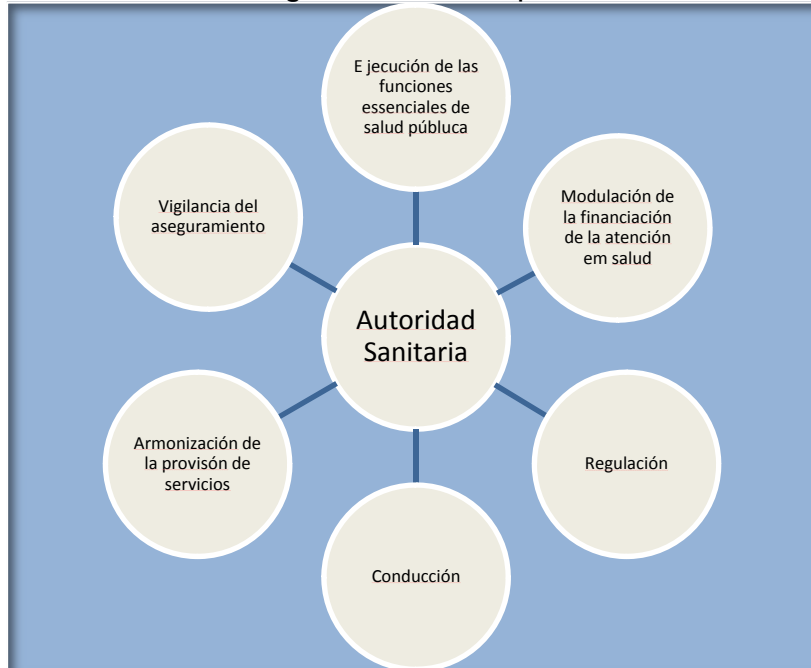 E jecución de las
funciones
essenciales de
salud públuca
Modulación de
la financiación
de la atención
em salud
Vigilancia del
aseguramiento
Autoridad
Sanitaria
Armonización de
la provisón de
servicios
Regulación
Conducción